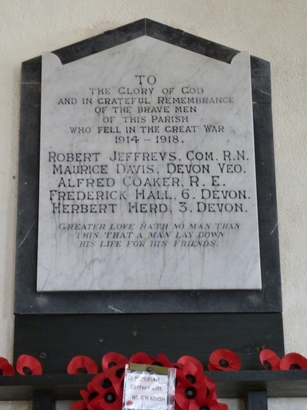 TO
THE GLORY OF GOD
AND IN GRATEFUL REMEMBRANCE
OF THE BRAVE MEN
OF THIS PARISH
WHO FELL IN THE GREAT WAR
1914-1918.
ROBERT JEFFREYS, COM. R.N.
MAURICE DAVIS, DEVON YEO.
ALFRED COAKER, R. E.
FREDERICK HALL, 6. DEVON.
HERBERT HERD, 3. DEVON.
GREATER LOVE HATH NO MAN THAN
THIS, THAT A MAN LAY DOWN
HIS LIFE FOR HIS FRIENDS.